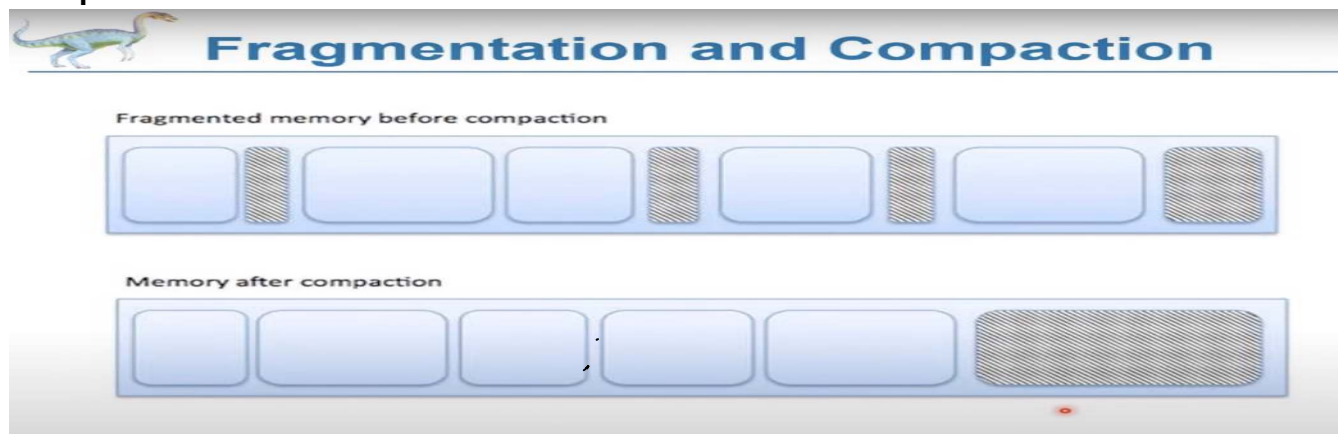 Fragmentation and Compaction
Fragmented memory before compaction
Memory after compaction